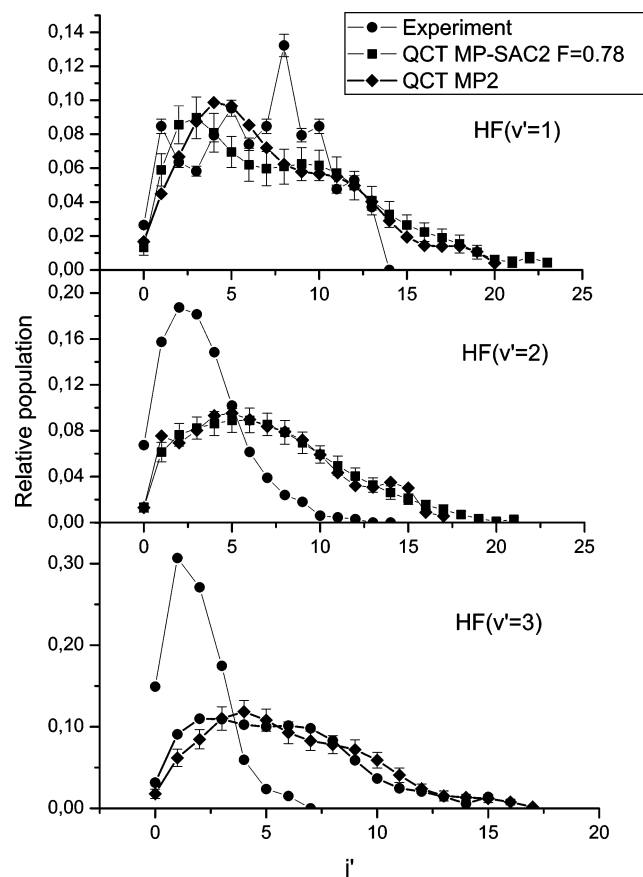 Experiment
QCT MP-SAC2 F=0.78
QCT MP2
HF(v'=1)
0,14
0,12
0,10
0,08
0,06
0,04
0,02
0,00
0 5 10 15 20 25
HF(v'=2)
0,20
0,16
0,12
0,08
0,04
0,00
0 5 10 15 20 25
Relative population
HF(v'=3)
0,30
0,20
0,10
0,00
0 5 10 15 20
j'